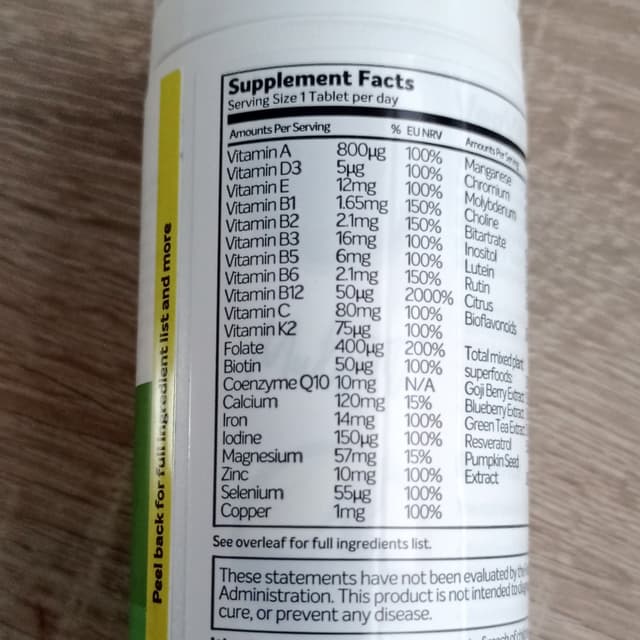 Supplement Facts
Serving Size 1 Tablet per day
Amounts Per Serving % EU NRV
Vitamin A 800µg 100%
Vitamin D3 5µg 100%
Vitamin E 12mg 100%
Vitamin B1 1.65mg 150%
Vitamin B2 2.1mg 150%
Vitamin B3 16mg 100%
Vitamin B5 6mg 100%
Vitamin B6 2.1mg 150%
Vitamin B12 50µg 2000%
Vitamin C 80mg 100%
Vitamin K2 75µg 100%
Folate 400µg 200%
Biotin 50µg 100%
Coenzyme Q10 10mg N/A
Calcium 120mg 15%
Iron 14mg 100%
Iodine 150µg 100%
Magnesium 57mg 15%
Zinc 10mg 100%
Selenium 55µg 100%
Copper 1mg 100%
Amounts Per Serving
Manganese
Chromium
Molybdenum
Choline
Bitartrate
Inositol
Lutein
Rutin
Citrus
Bioflavonoids
Total mixed plant
superfoods:
Goji Berry Extract
Blueberry Extract
Green Tea Extract
Resveratrol
Pumpkin Seed
Extract
See overleaf for full ingredients list.
These statements have not been evaluated by the
Administration. This product is not intended to
cure, or prevent any disease.
Peel back for full ingredient list and more